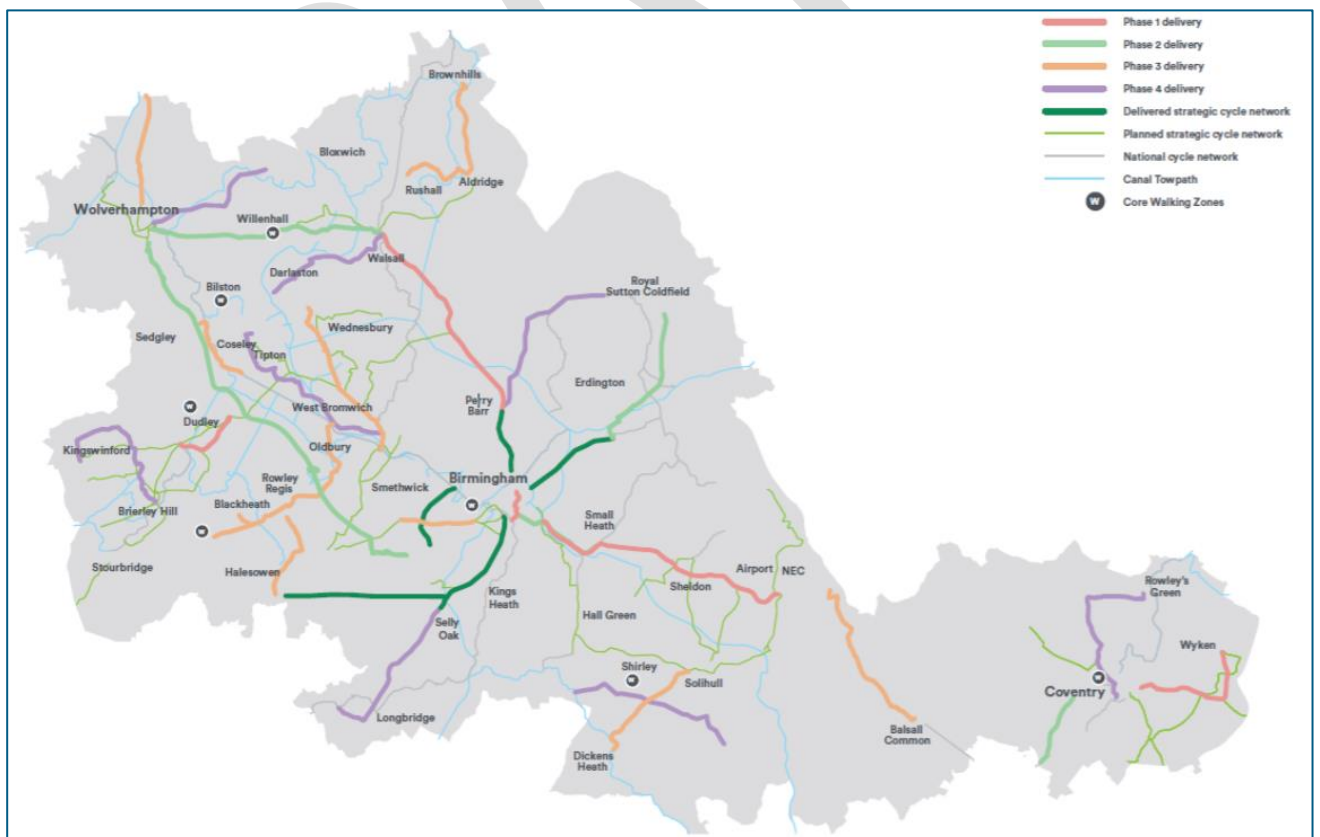 Phase 1 delivery
Phase 2 delivery
Phase 3 delivery
Phase 4 delivery
Delivered strategic cycle network
Planned strategic cycle network
National cycle network
Canal Towpath
W
Core Walking Zones
Brownhills
Bloxwich
Rushall
Aldridge
Wolverhampton
Willenhall
W
Darlaston
Walsall
Bilston
W
Royal
Sutton Coldfield
Sedgley
Coseley
Wednesbury
Tipton
Erdington
West Bromwich
Perry
Barr
W
Dudley
Kingswinford
Oldbury
Birmingham
W
Rowley
Regis
Smethwick
Blackheath
Brierley Hill
W
Small
Heath
Stourbridge
Halesowen
Kings
Heath
Sheldon
Airport
NEC
Hall Green
Selly
Oak
Shirley
W
Solihull
Longbridge
Dickens
Heath
Balsall
Common
Rowley's
Green
Wyken
W
Coventry